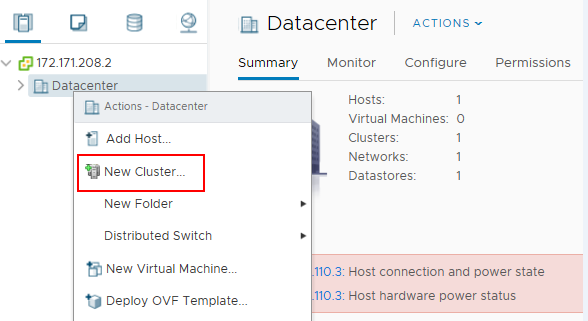 Datacenter
ACTIONS
172.171.208.2
Datacenter
Summary Monitor Configure Permissions
Actions - Datacenter
Add Host...
New Cluster...
New Folder
Distributed Switch
New Virtual Machine...
Deploy OVF Template...
Hosts: 1
Virtual Machines: 0
Clusters: 1
Networks: 1
Datastores: 1
.110.3: Host connection and power state
.110.3: Host hardware power status